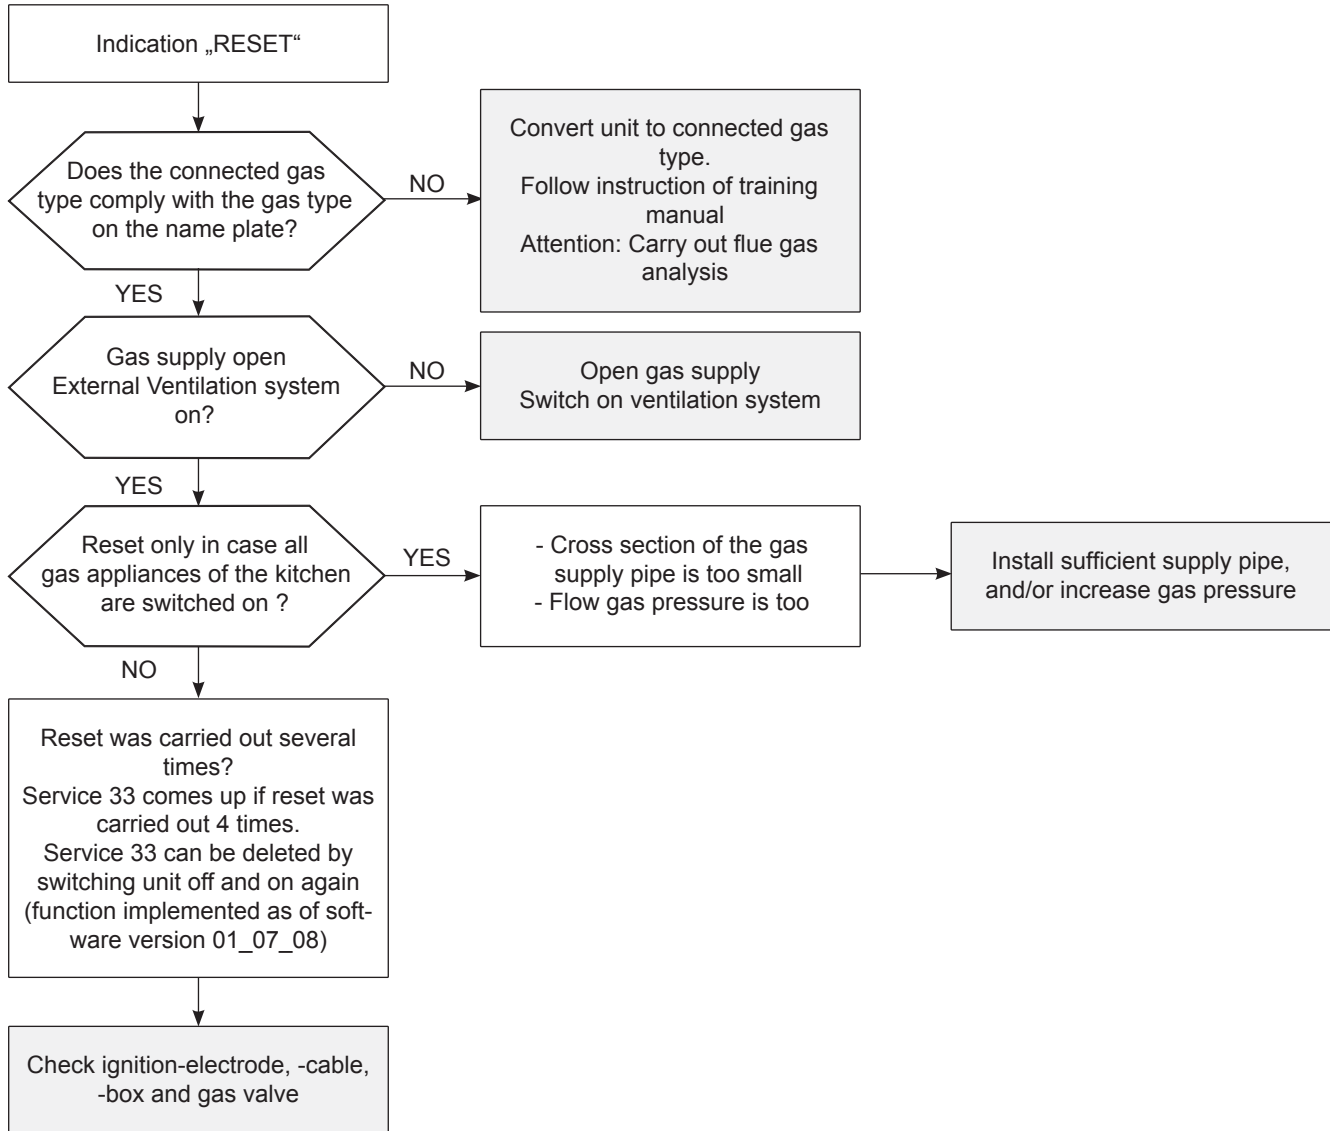 Indication „RESET“
Does the connected gas
type comply with the gas type
on the name plate?
NO
Convert unit to connected gas
type.
Follow instruction of training
manual
Attention: Carry out flue gas
analysis
YES
Gas supply open
External Ventilation system
on?
NO
Open gas supply
Switch on ventilation system
YES
Reset only in case all
gas appliances of the kitchen
are switched on ?
YES
- Cross section of the gas
supply pipe is too small
- Flow gas pressure is too
Install sufficient supply pipe,
and/or increase gas pressure
NO
Reset was carried out several
times?
Service 33 comes up if reset was
carried out 4 times.
Service 33 can be deleted by
switching unit off and on again
(function implemented as of soft-
ware version 01_07_08)
Check ignition-electrode, -cable,
-box and gas valve